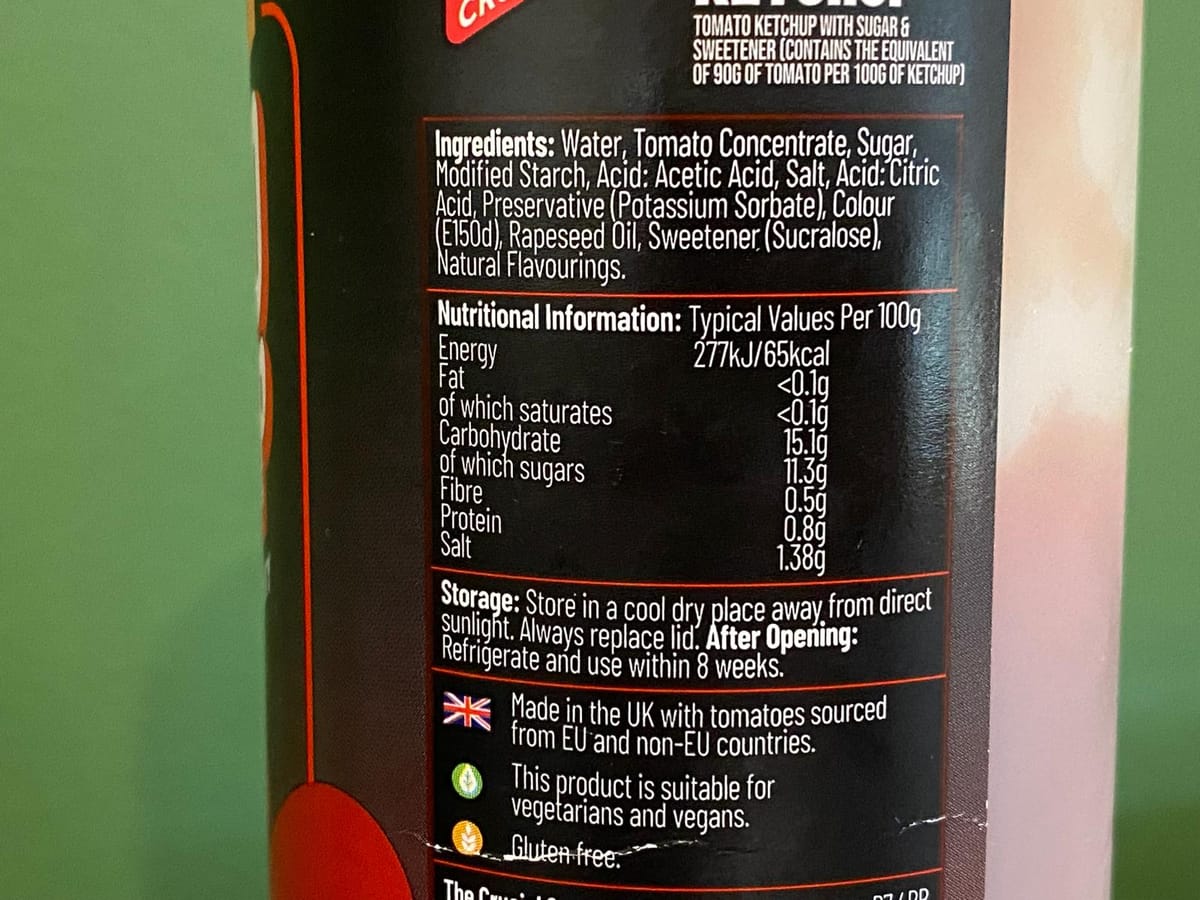 TOMATO KETCHUP WITH SUGAR &
SWEETENER (CONTAINS THE EQUIVALENT
OF 90G OF TOMATO PER 100G OF KETCHUP)
Ingredients: Water, Tomato Concentrate, Sugar,
Modified Starch, Acid: Acetic Acid, Salt, Acid: Citric
Acid, Preservative (Potassium Sorbate), Colour
(E150d), Rapeseed Oil, Sweetener (Sucralose),
Natural Flavourings.
Nutritional Information: Typical Values Per 100g
Energy 277kJ/65kcal
Fat <0.1g
of which saturates <0.1g
Carbohydrate 15.1g
of which sugars 11.3g
Fibre 0.5g
Protein 0.8g
Salt 1.38g
Storage: Store in a cool dry place away from direct
sunlight. Always replace lid. After Opening:
Refrigerate and use within 8 weeks.
Made in the UK with tomatoes sourced
from EU and non-EU countries.
This product is suitable for
vegetarians and vegans.
Gluten free.
The